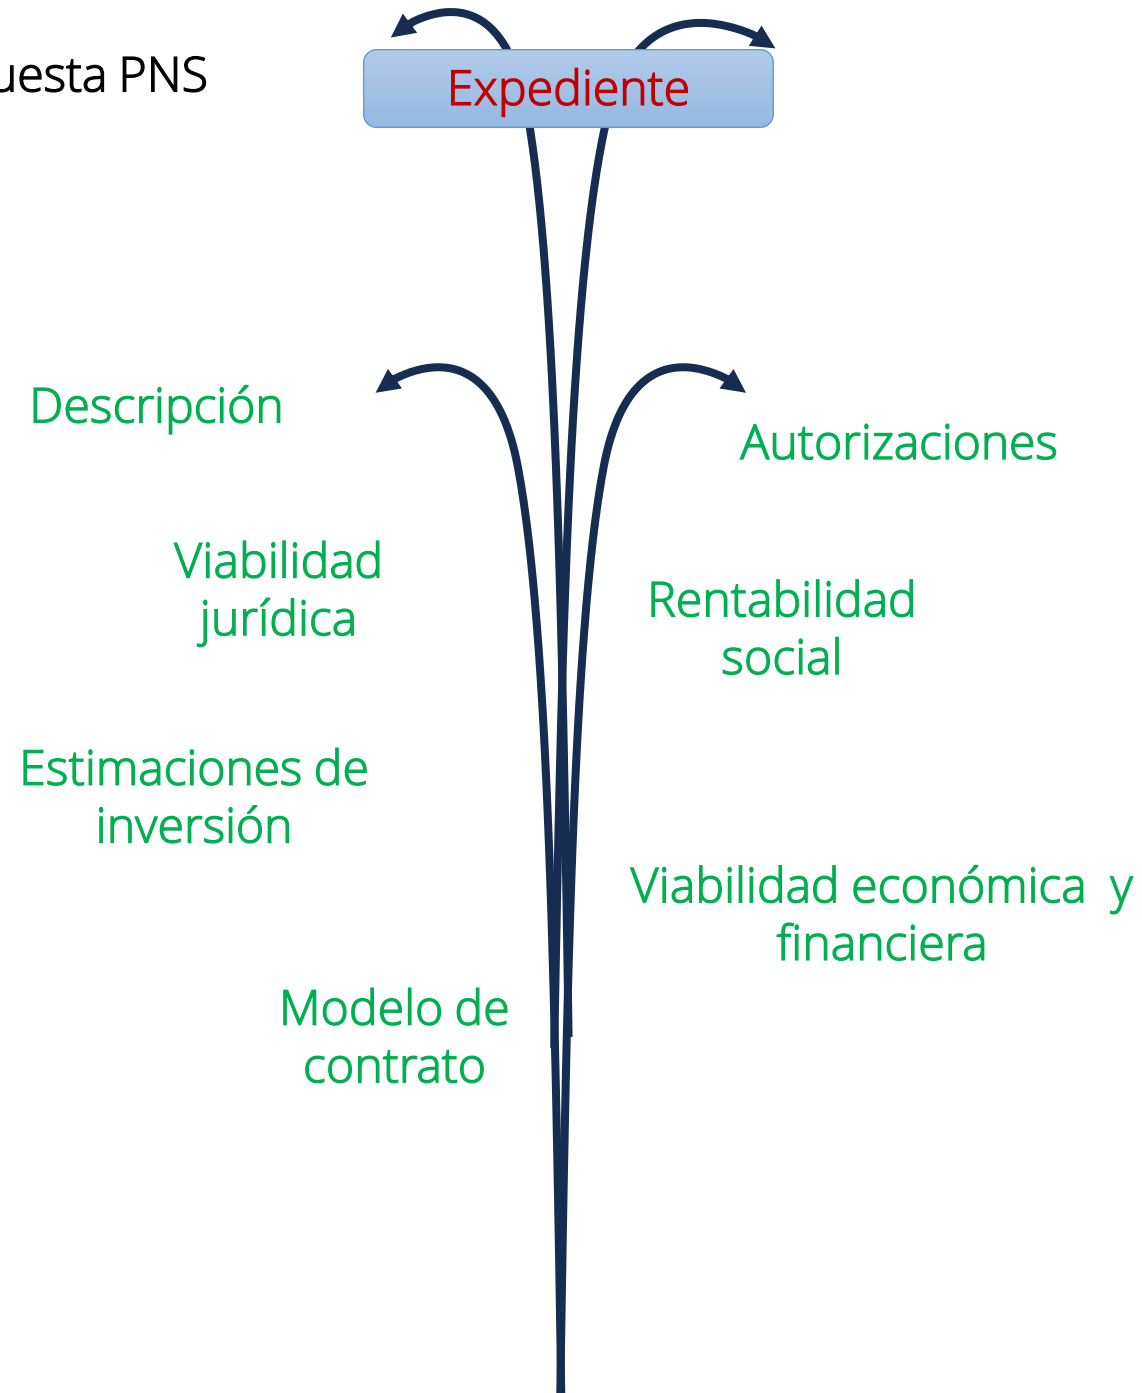 uesta PNS
Expediente
Descripción
Autorizaciones
Viabilidad
jurídica
Rentabilidad
social
Estimaciones de
inversión
Viabilidad económica y
financiera
Modelo de
contrato